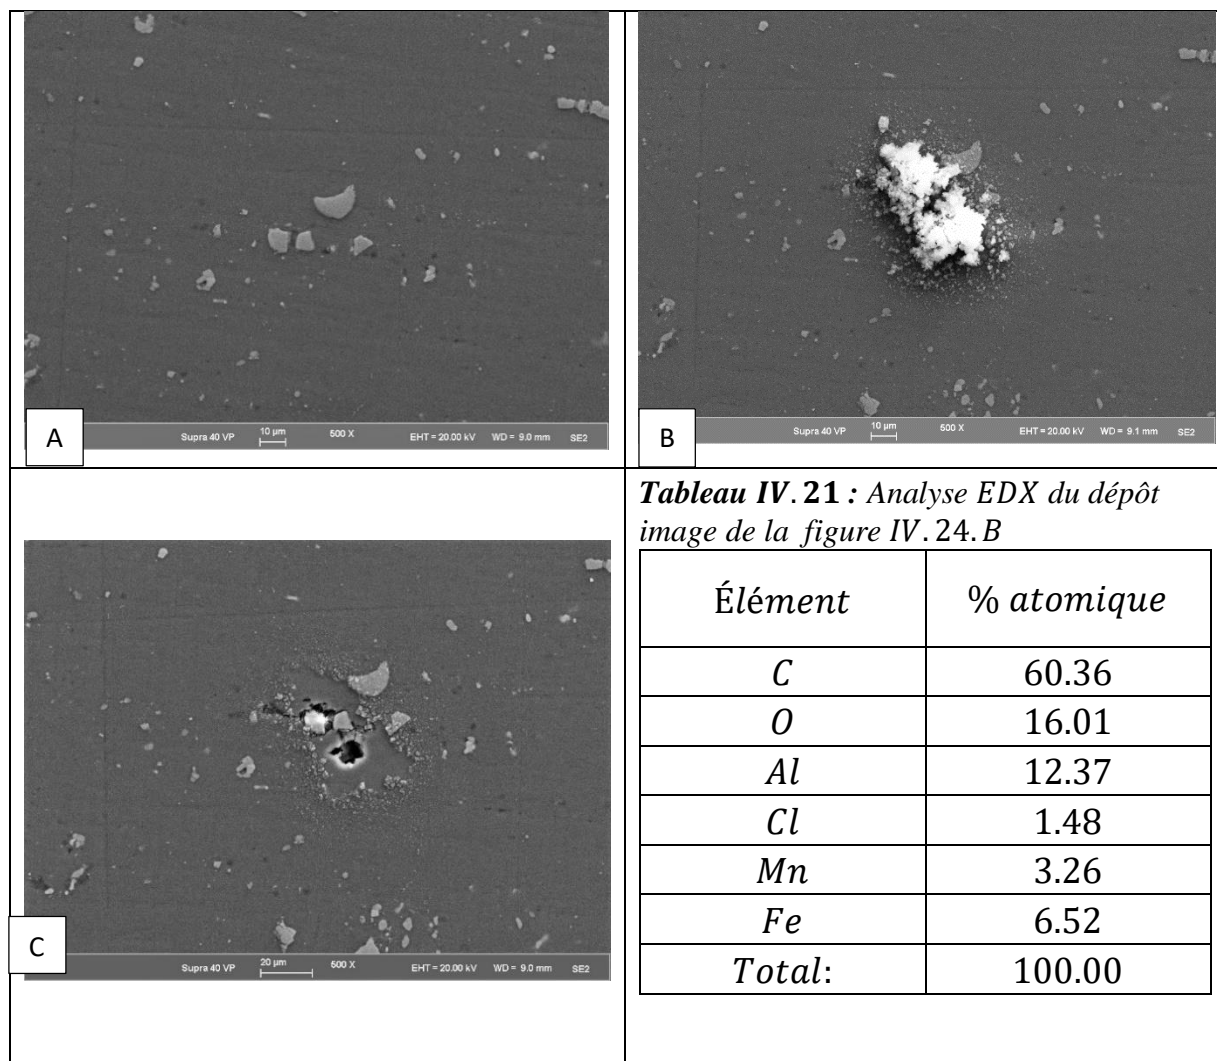 A
Supra 40 VP 10 µm 500 X EHT = 20.00 kV WD = 9.0 mm SE2
B
Supra 40 VP 10 µm 500 X EHT = 20.00 kV WD = 9.1 mm SE2
C
Supra 40 VP 20 µm 500 X EHT = 20.00 kV WD = 9.0 mm SE2
Tableau IV.21 : Analyse EDX du dépôt
image de la figure IV.24.B
Élément % atomique
C 60.36
O 16.01
Al 12.37
Cl 1.48
Mn 3.26
Fe 6.52
Total: 100.00